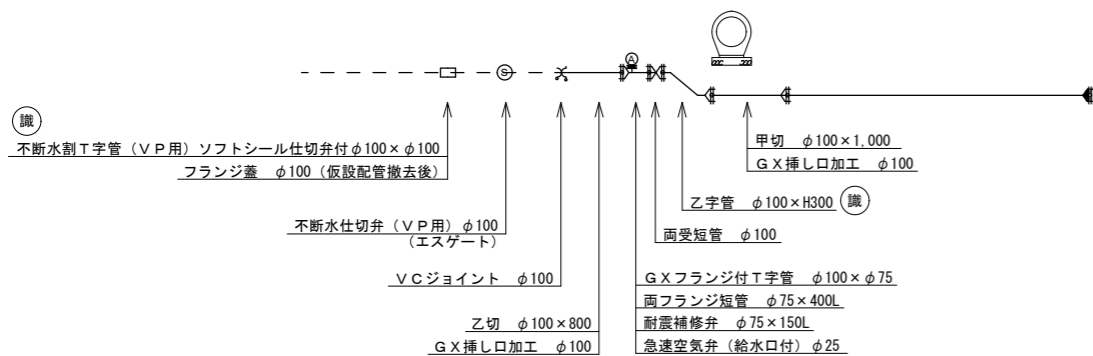 Ⓐ
Ⓢ
識
不断水割T字管（VP用）ソフトシール仕切弁付φ100×φ100
フランジ蓋 φ100（仮設配管撤去後）
甲切 φ100×1,000
GX挿し口加工 φ100
乙字管 φ100×H300 識
不断水仕切弁（VP用）φ100
（エスゲート）
両受短管 φ100
VCジョイント φ100
GXフランジ付T字管 φ100×φ75
両フランジ短管 φ75×400L
乙切 φ100×800
耐震補修弁 φ75×150L
GX挿し口加工 φ100
急速空気弁（給水口付）φ25